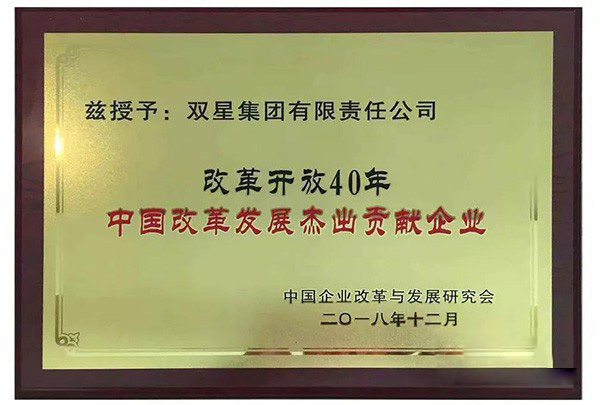 兹授予：双星集团有限责任公司
改革开放40年
中国改革发展杰出贡献企业
中国企业改革与发展研究会
二〇一八年十二月